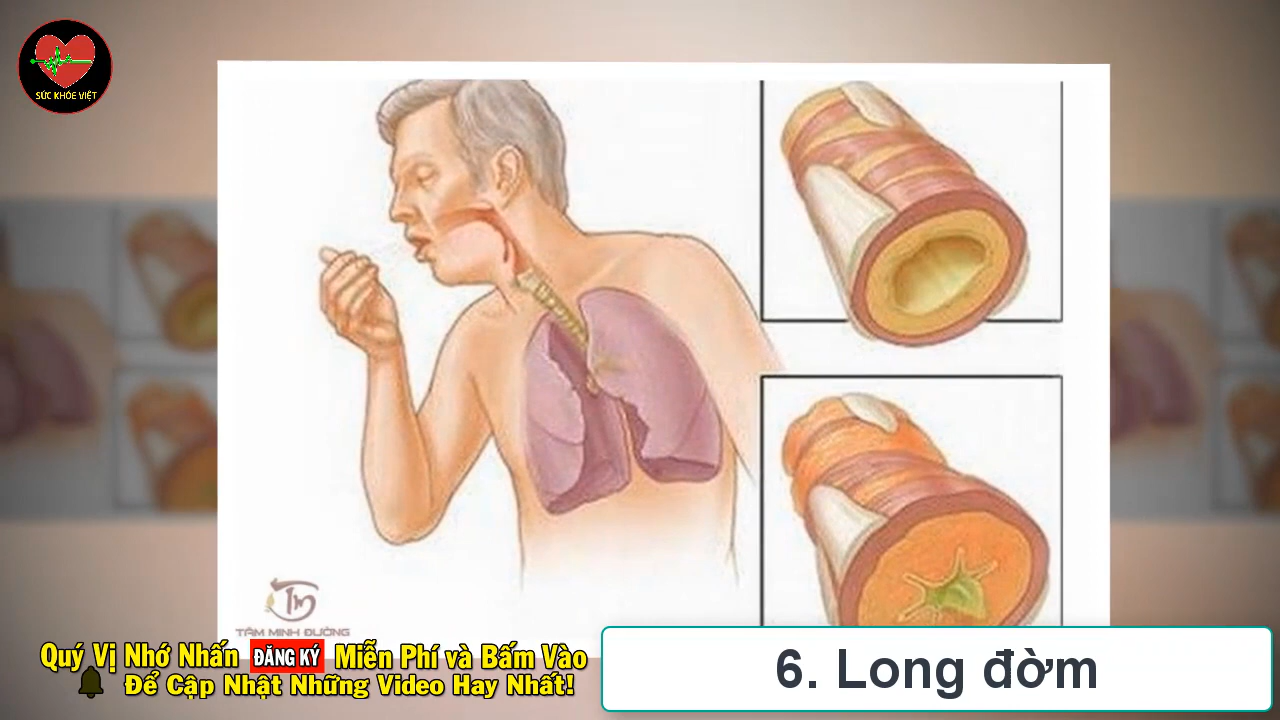 SỨC KHỎE VIỆT
TÂM MINH ĐƯỜNG
Quý Vị Nhớ Nhấn ĐĂNG KÝ Miễn Phí và Bấm Vào
Để Cập Nhật Những Video Hay Nhất!
6. Long đờm